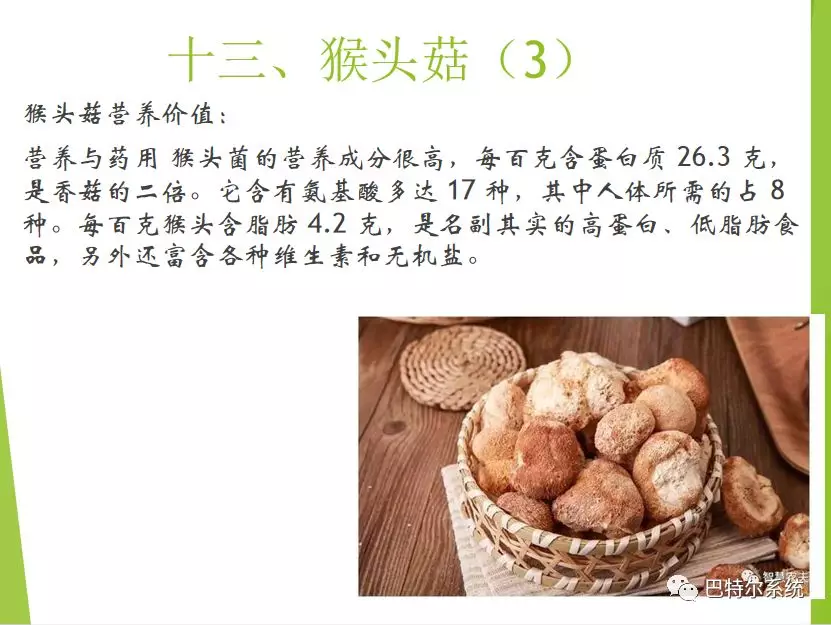 十三、猴头菇（3）
猴头菇营养价值：
营养与药用 猴头菌的营养成分很高，每百克含蛋白质 26.3 克，
是香菇的二倍。它含有氨基酸多达 17 种，其中人体所需的占 8
种。每百克猴头含脂肪 4.2 克，是名副其实的高蛋白、低脂肪食
品，另外还富含各种维生素和无机盐。
智慧农夫
巴特尔系统